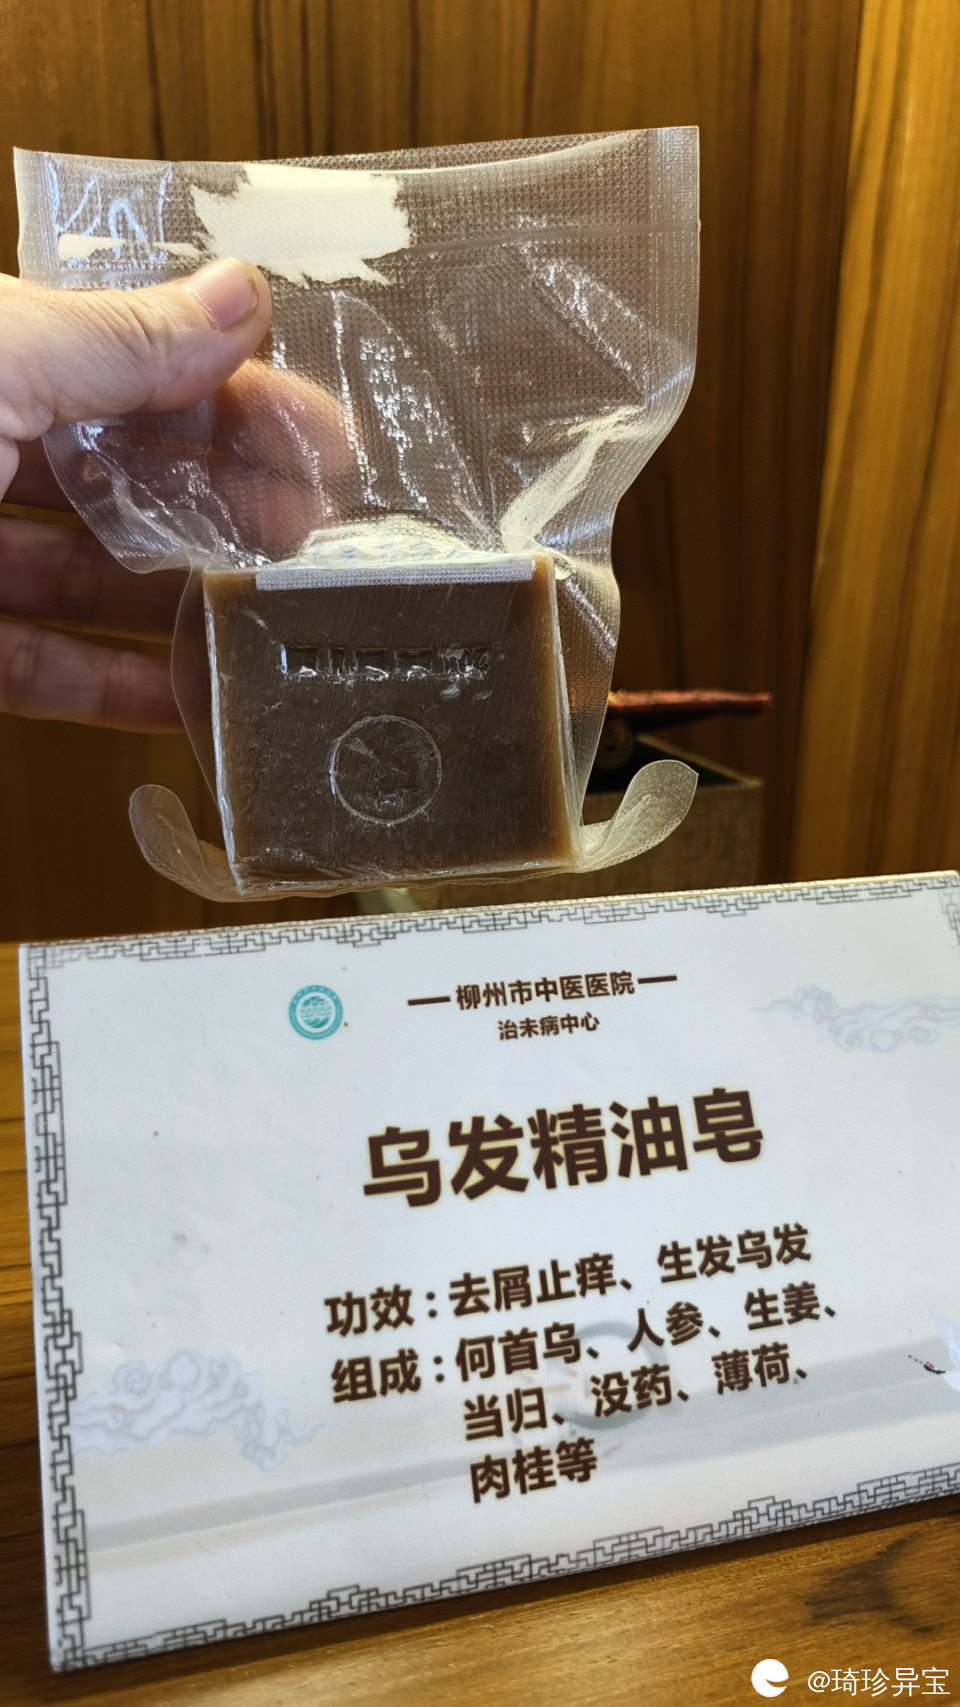 柳州市中医医院
治未病中心
乌发精油皂
功效：去屑止痒、生发乌发
组成：何首乌、人参、生姜、
当归、没药、薄荷、
肉桂等
@琦珍异宝